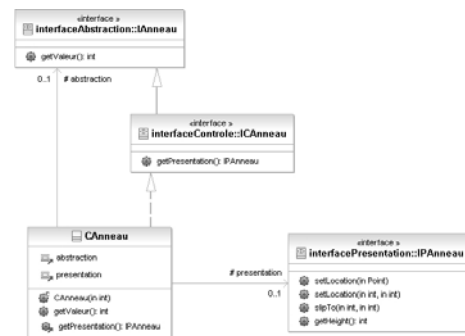 «interface »
interfaceAbstraction::IAnneau
getValeur(): int
0..1
# abstraction
«interface »
interfaceControle::ICAnneau
getPresentation(): IPAnneau
CAnneau
abstraction
presentation
CAnneau(in int)
getValeur(): int
getPresentation(): IPAnneau
# presentation
0..1
«interface »
interfacePresentation::IPAnneau
setLocation(in Point)
setLocation(in int, in int)
slipTo(in int, in int)
getHeight(): int